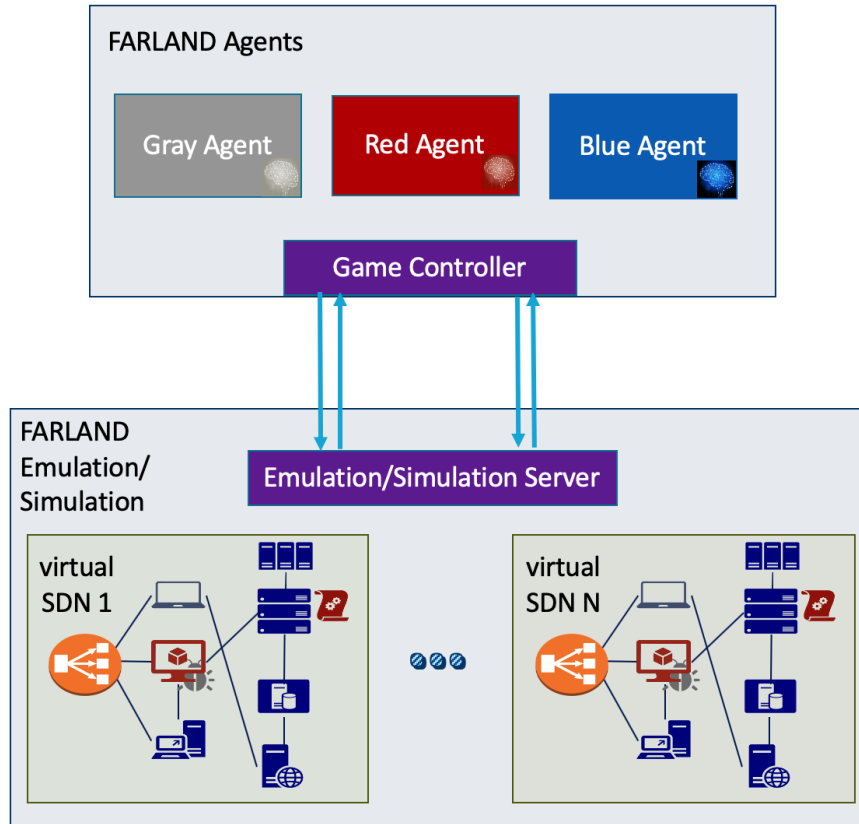 FARLAND Agents
Gray Agent
Red Agent
Blue Agent
Game Controller
FARLAND
Emulation/
Simulation
Emulation/Simulation Server
virtual
SDN 1
virtual
SDN N